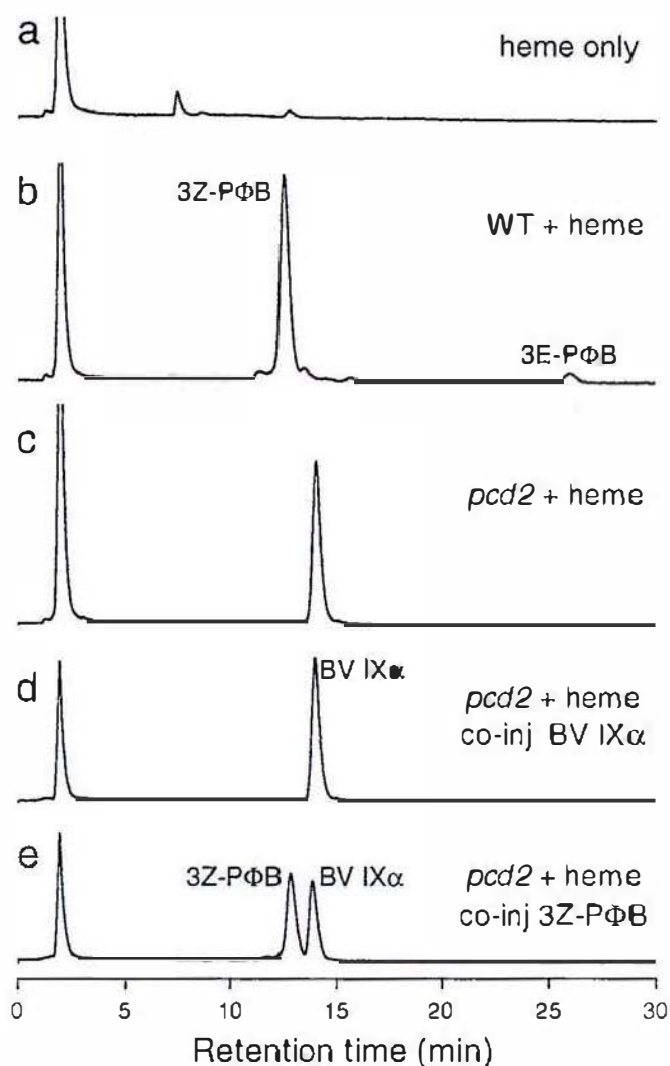 a
heme only
b
3Z-PΦB
WT + heme
3E-PΦB
c
pcd2 + heme
d
BV IXα
pcd2 + heme
co-inj BV IXα
e
3Z-PΦB
BV IXα
pcd2 + heme
co-inj 3Z-PΦB
0 5 10 15 20 25 30
Retention time (min)